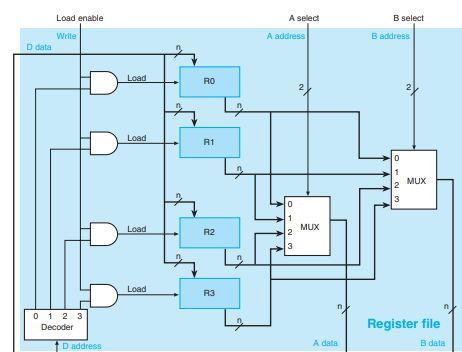 Load enable
A select
B select
Write
A address
B address
D data
n
n
R0
Load
2
2
n
n
n
R1
Load
0
1
2
3
MUX
n
n
0
1
2
3
MUX
R2
Load
n
n
R3
Load
n
0 1 2 3
Decoder
D address
n
n
Register file
A data
B data